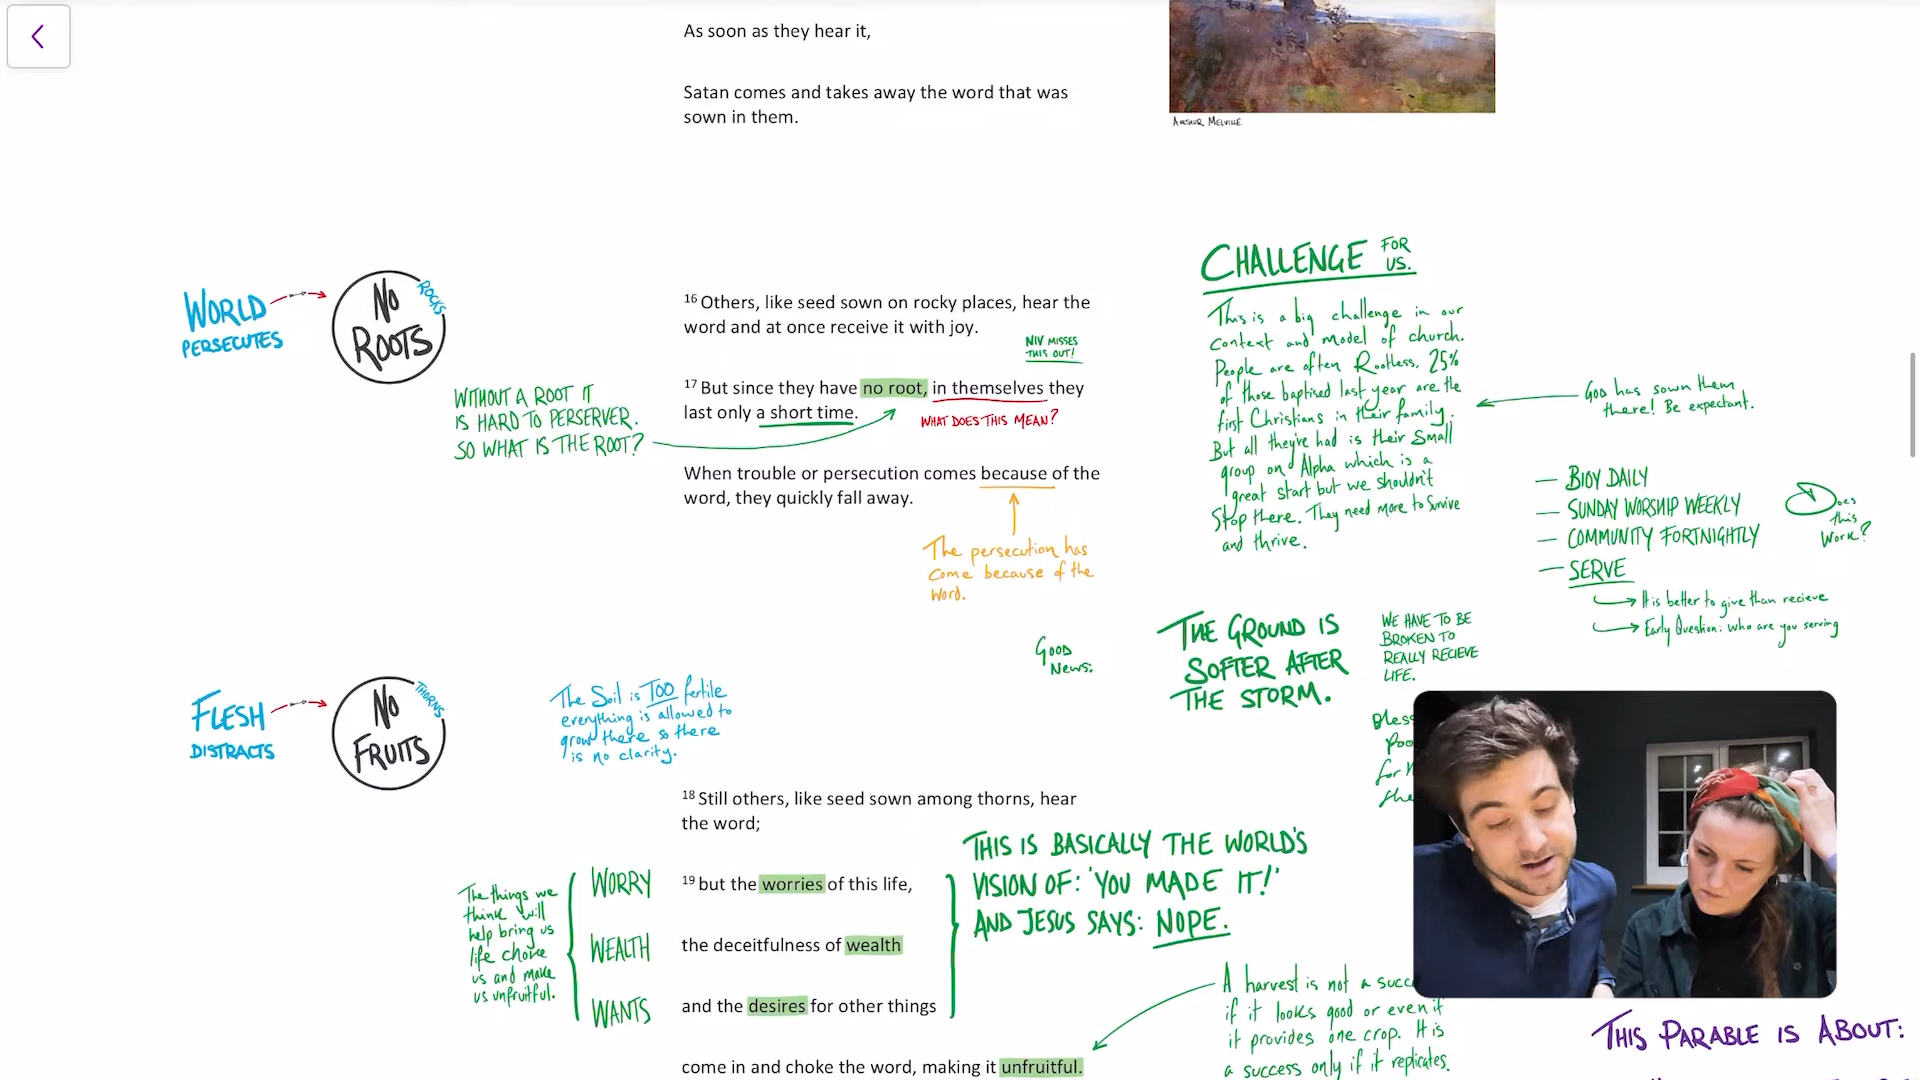 As soon as they hear it,
Satan comes and takes away the word that was
sown in them.
ARTHUR MELVILLE
WORLD
PERSECUTES
NO
ROOTS
ROCKS
WITHOUT A ROOT IT
IS HARD TO PERSERVER.
SO WHAT IS THE ROOT?
16 Others, like seed sown on rocky places, hear the
word and at once receive it with joy.
NIV MISSES
THIS OUT!
17 But since they have no root, in themselves they
last only a short time.
WHAT DOES THIS MEAN?
When trouble or persecution comes because of the
word, they quickly fall away.
The persecution has
come because of the
word.
CHALLENGE FOR
US.
This is a big challenge in our
context and model of church.
People are often Rootless. 25%
of those baptised last year are the
first Christians in their family.
But all they've had is their small
group on Alpha which is a
great start but we shouldn't
stop there. They need more to survive
and thrive.
God has sown them
there! Be expectant.
— BIOY DAILY
— SUNDAY WORSHIP WEEKLY
— COMMUNITY FORTNIGHTLY
— SERVE
Does
this
work?
It is better to give than recieve
Early Question: who are you serving
GOOD
NEWS:
THE GROUND IS
SOFTER AFTER
THE STORM.
WE HAVE TO BE
BROKEN TO
REALLY RECIEVE
LIFE.
Bless
poo
for
the
FLESH
DISTRACTS
NO
FRUITS
THORNS
The Soil is TOO fertile
everything is allowed to
grow there so there
is no clarity.
18 Still others, like seed sown among thorns, hear
the word;
The things we
think will
help bring us
life choke
us and make
us unfruitful.
WORRY
WEALTH
WANTS
19 but the worries of this life,
the deceitfulness of wealth
and the desires for other things
come in and choke the word, making it unfruitful.
THIS IS BASICALLY THE WORLD'S
VISION OF: 'YOU MADE IT!'
AND JESUS SAYS: NOPE.
A harvest is not a succ
if it looks good or even if
it provides one crop. It is
a success only if it replicates.
THIS PARABLE IS ABOUT: